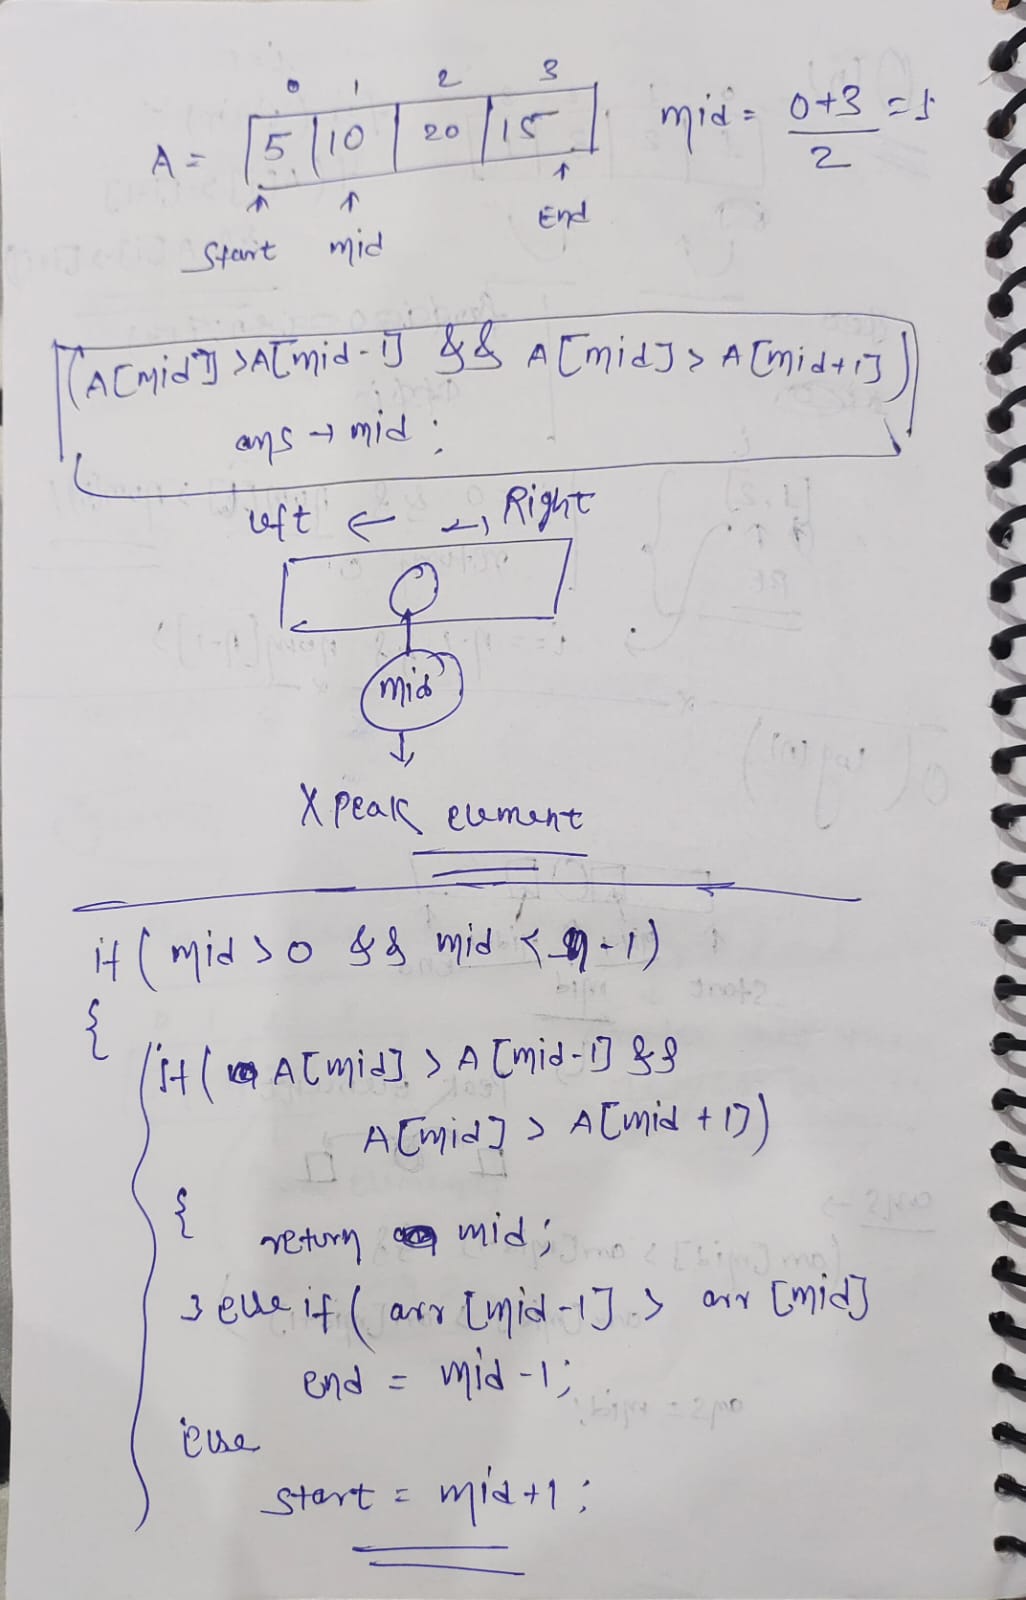 0 1 2 3
A = 5 10 20 15 mid = 0+3 = 1
2
↑ ↑ ↑
Start mid End
(A[mid] > A[mid-1] && A[mid] > A[mid+1])
ans → mid ;
left ← → Right
mid
↓
X peak element
if ( mid > 0 && mid < n-1)
{
if ( A[mid] > A[mid-1] &&
A[mid] > A[mid + 1])
{
return mid;
} else if ( arr [mid-1] > arr [mid]
end = mid -1;
else
start = mid+1 ;